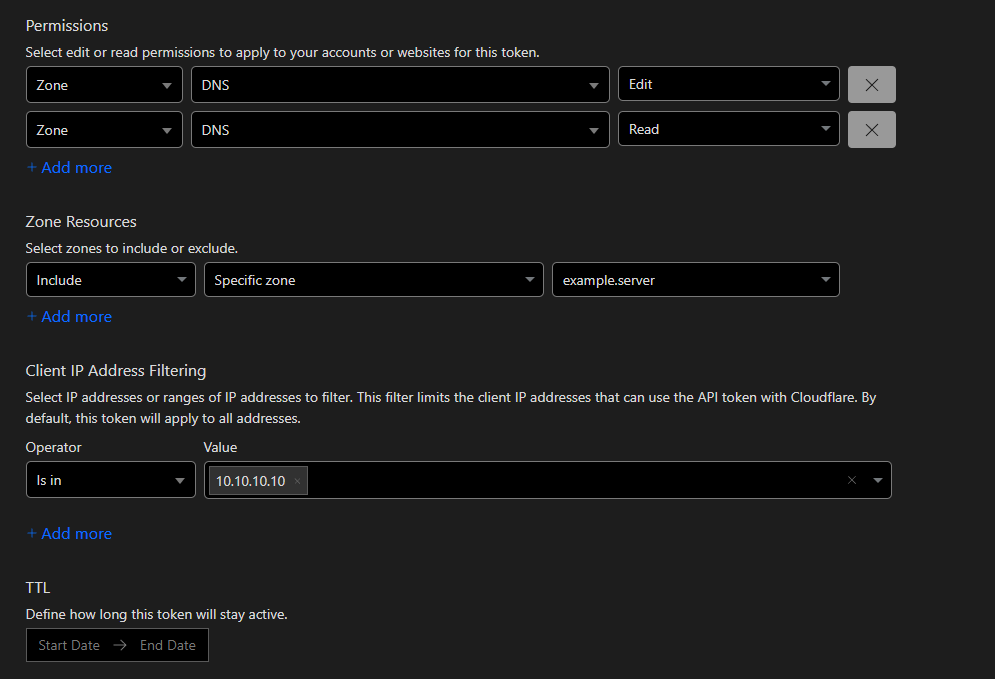 Permissions
Select edit or read permissions to apply to your accounts or websites for this token.
Zone DNS Edit
Zone DNS Read
+ Add more
Zone Resources
Select zones to include or exclude.
Include Specific zone example.server
+ Add more
Client IP Address Filtering
Select IP addresses or ranges of IP addresses to filter. This filter limits the client IP addresses that can use the API token with Cloudflare. By
default, this token will apply to all addresses.
Operator Value
Is in 10.10.10.10 ×
+ Add more
TTL
Define how long this token will stay active.
Start Date → End Date